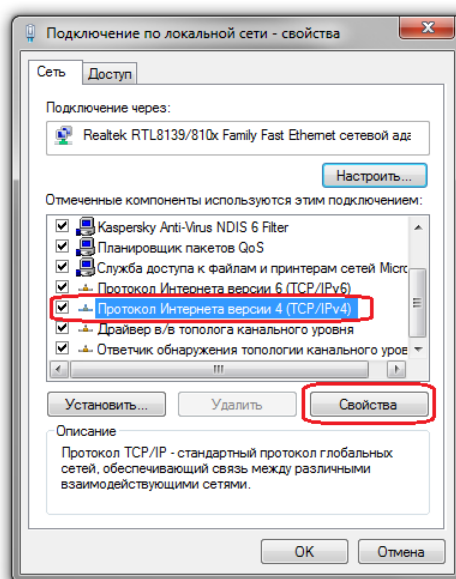 Подключение по локальной сети - свойства
Сеть Доступ
Подключение через:
Realtek RTL8139/810x Family Fast Ethernet сетевой ада
Настроить...
Отмеченные компоненты используются этим подключением:
Kaspersky Anti-Virus NDIS 6 Filter
Планировщик пакетов QoS
Служба доступа к файлам и принтерам сетей Micro
Протокол Интернета версии 6 (TCP/IPv6)
Протокол Интернета версии 4 (TCP/IPv4)
Драйвер в/в тополога канального уровня
Ответчик обнаружения топологии канального уров
Установить... Удалить Свойства
Описание
Протокол TCP/IP - стандартный протокол глобальных
сетей, обеспечивающий связь между различными
взаимодействующими сетями.
OK Отмена